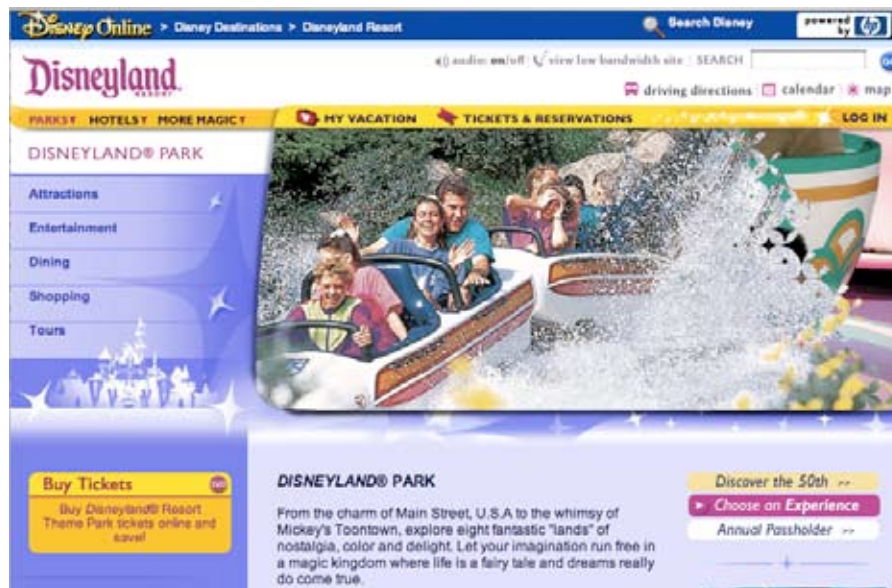 Disney Online > Disney Destinations > Disneyland Resort
Search Disney
powered by hp
Disneyland
RESORT
audio: on/off view low bandwidth site SEARCH
driving directions calendar map
PARKS HOTELS MORE MAGIC MY VACATION TICKETS & RESERVATIONS LOG IN
DISNEYLAND® PARK
Attractions
Entertainment
Dining
Shopping
Tours
Buy Tickets
Buy Disneyland® Resort
Theme Park tickets online and
save!
DISNEYLAND® PARK
From the charm of Main Street, U.S.A to the whimsy of
Mickey's Toontown, explore eight fantastic "lands" of
nostalgia, color and delight. Let your imagination run free in
a magic kingdom where life is a fairy tale and dreams really
do come true.
Discover the 50th >>
Choose an Experience
Annual Passholder >>